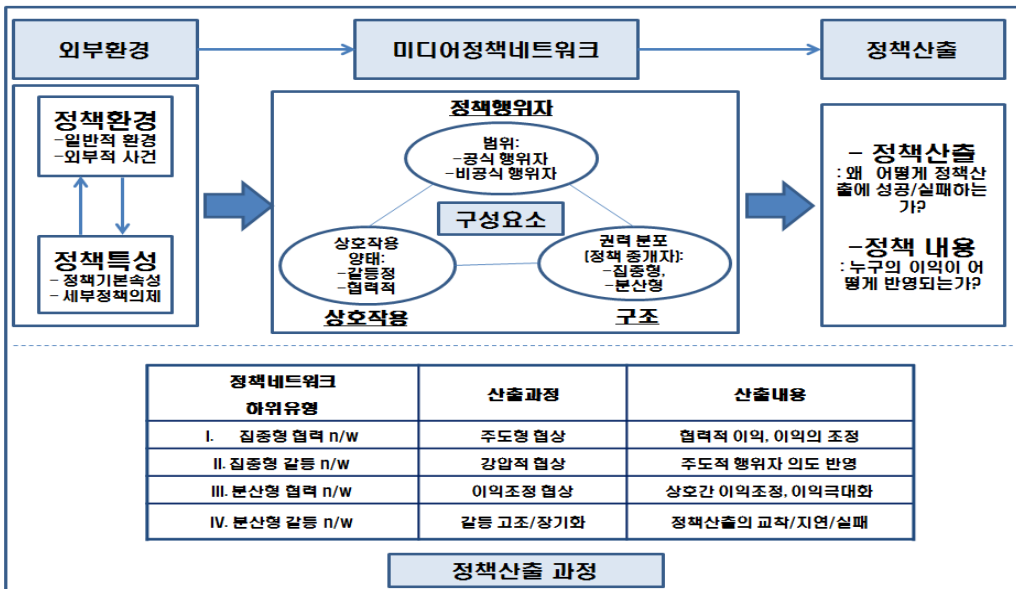 외부환경
미디어정책네트워크
정책산출
정책환경
-일반적 환경
-외부적 사건
정책특성
- 정책기본속성
- 세부정책의제
정책행위자
범위:
-공식 행위자
-비공식 행위자
구성요소
상호작용
양태:
-갈등정
-협력적
상호작용
권력 분포
(정책 중개자):
-집중형,
-분산형
구조
- 정책산출
: 왜 어떻게 정책산
출에 성공/실패하는
가?
-정책 내용
: 누구의 이익이 어
떻게 반영되는가?
정책네트워크
하위유형
산출과정
산출내용
I. 집중형 협력 n/w
주도형 협상
협력적 이익, 이익의 조정
II. 집중형 갈등 n/w
강압적 협상
주도적 행위자 의도 반영
III. 분산형 협력 n/w
이익조정 협상
상호간 이익조정, 이익극대화
IV. 분산형 갈등 n/w
갈등 고조/장기화
정책산출의 교착/지연/실패
정책산출 과정